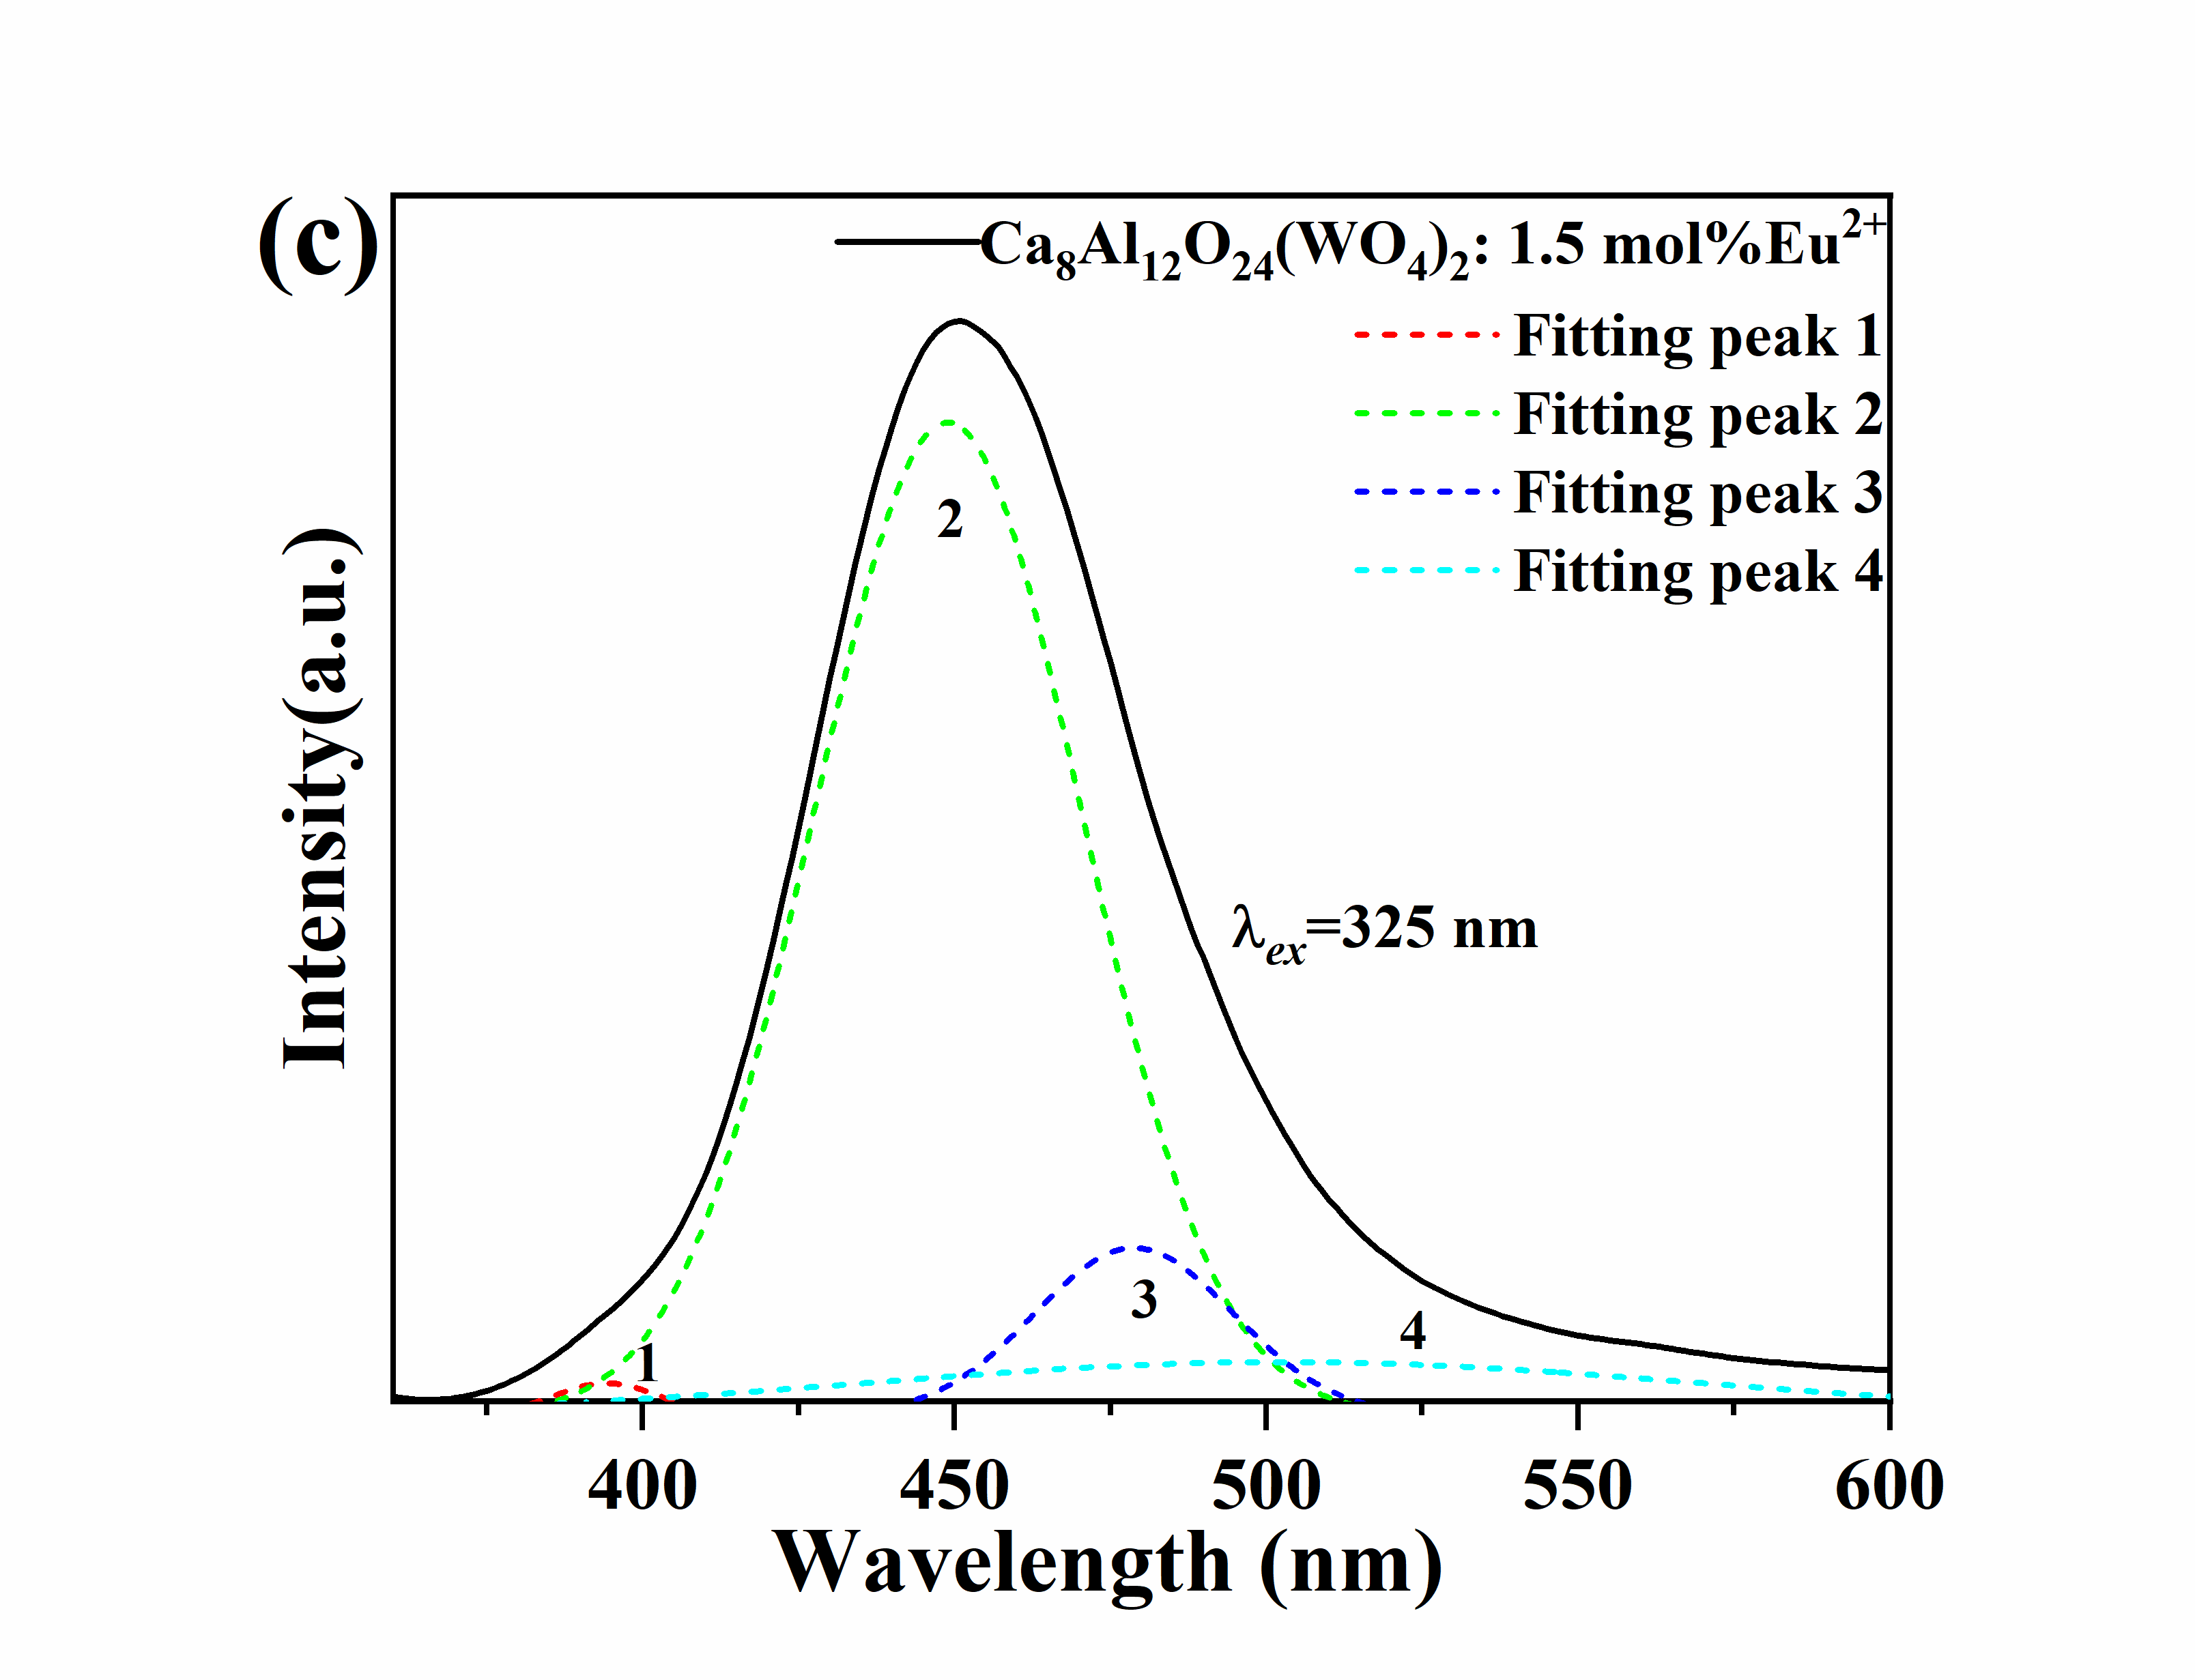 (c)
Ca₈Al₁₂O₂₄(WO₄)₂: 1.5 mol%Eu²⁺
Fitting peak 1
Fitting peak 2
Fitting peak 3
Fitting peak 4
2
λex=325 nm
3
4
1
Intensity(a.u.)
400 450 500 550 600
Wavelength (nm)